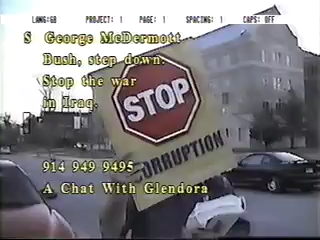 LANG:60 PROJECT: 1 PAGE: 1 SPACING: 1 CAPS: OFF
S George McDermott
Bush, step down.
Stop the war
in Iraq.
STOP
CORRUPTION
914 949 9495
A Chat With Glendora